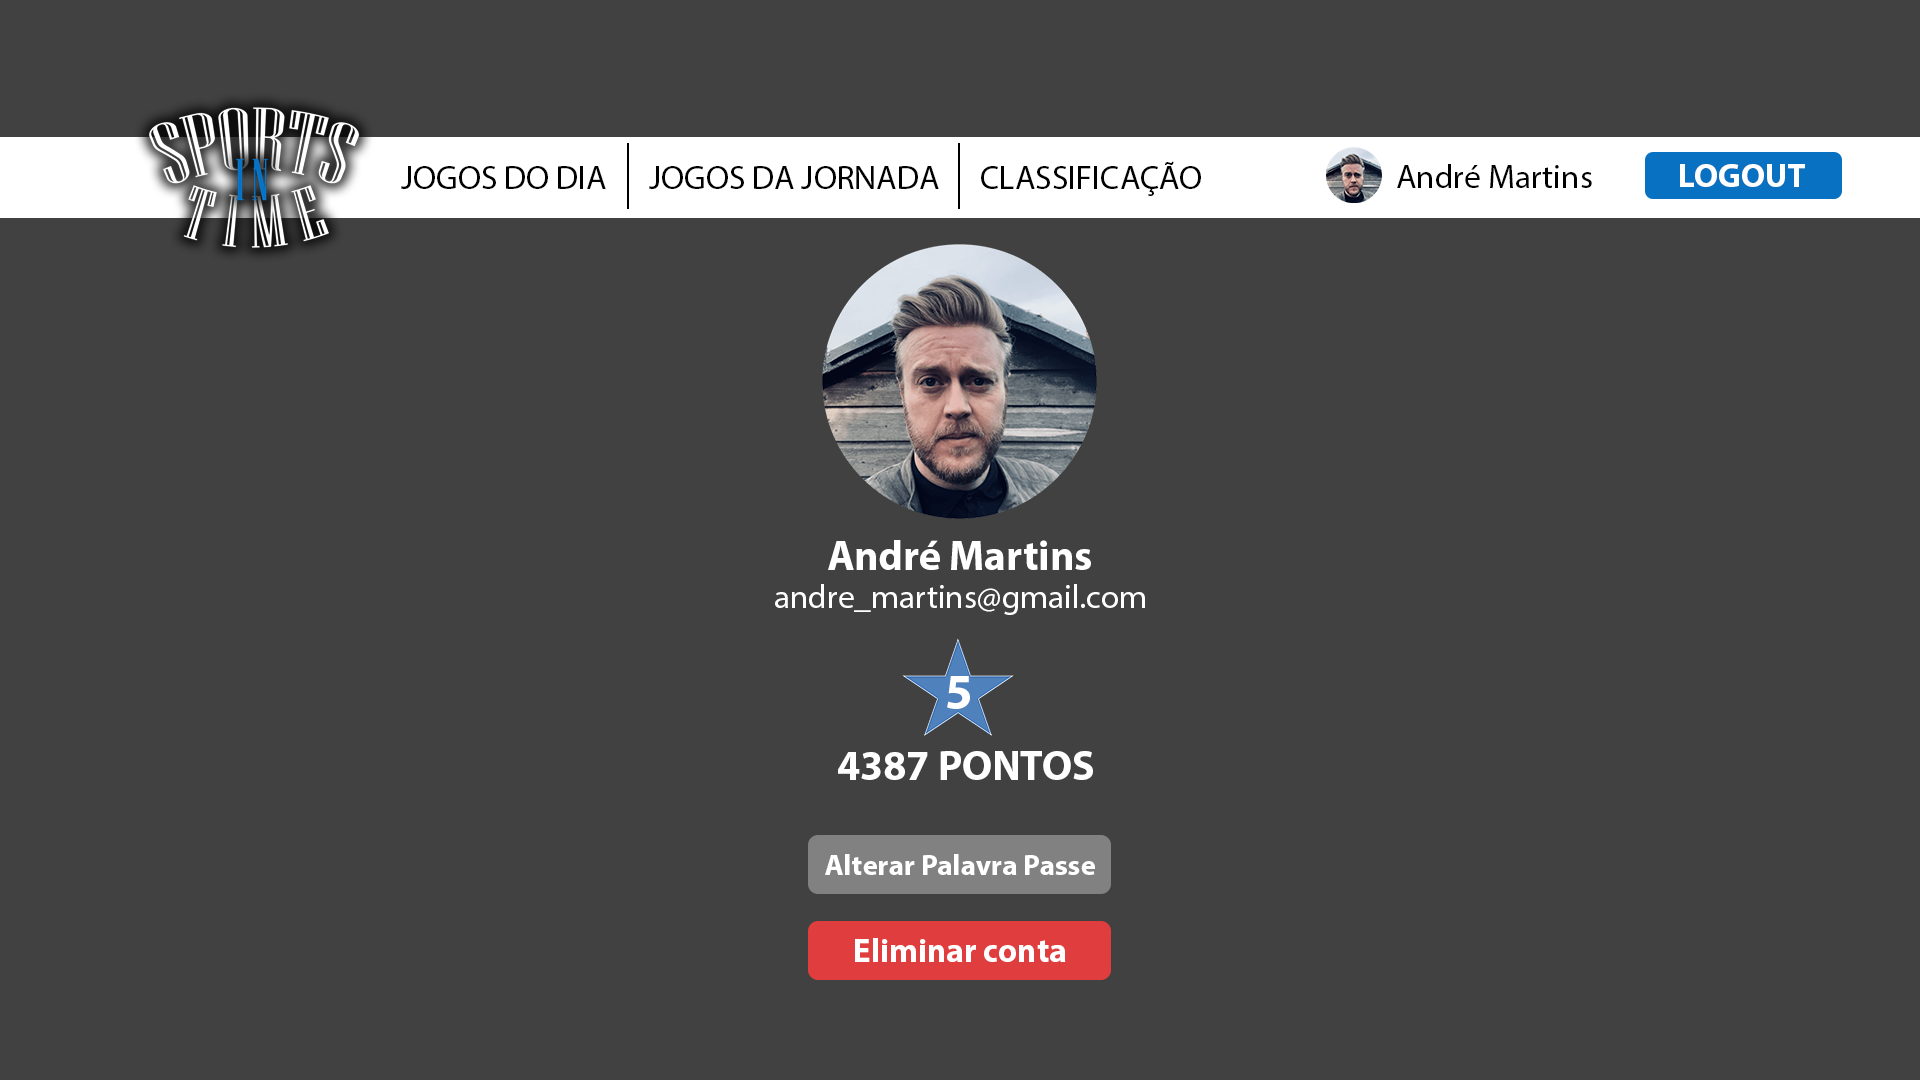 SPORTS
IN
TIME
JOGOS DO DIA
JOGOS DA JORNADA
CLASSIFICAÇÃO
André Martins
LOGOUT
André Martins
andre_martins@gmail.com
5
4387 PONTOS
Alterar Palavra Passe
Eliminar conta